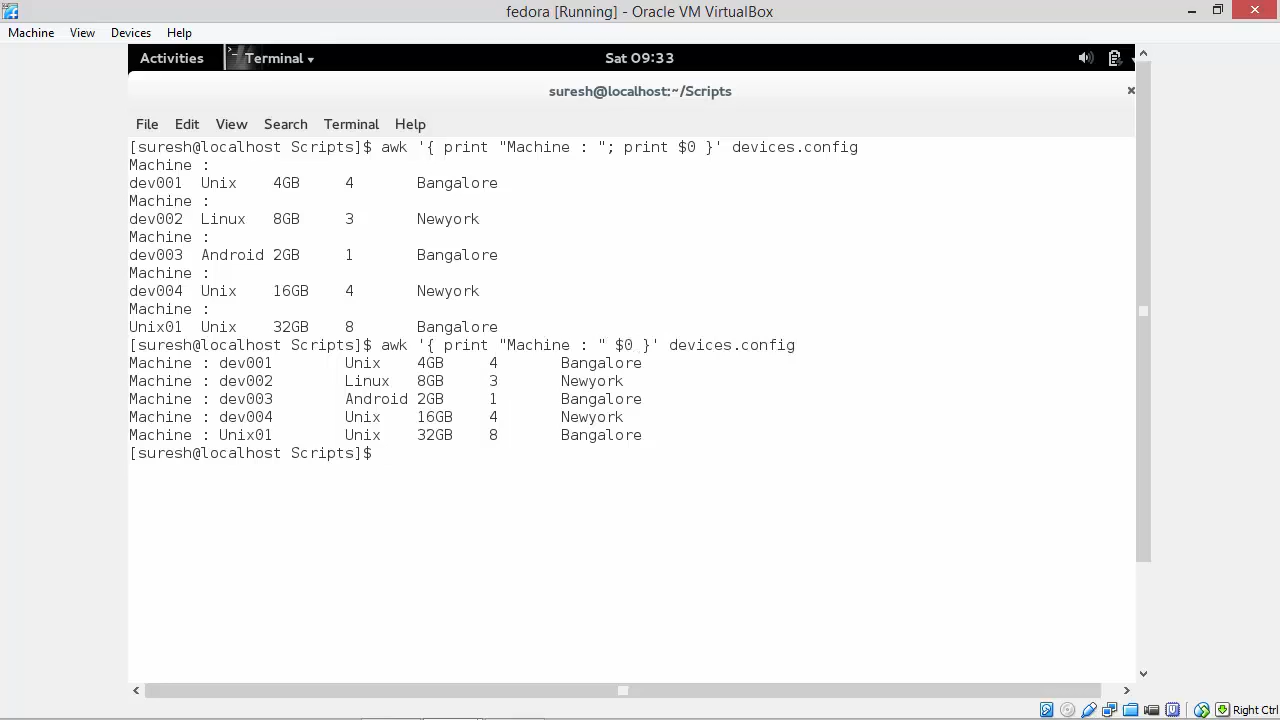 fedora [Running] - Oracle VM VirtualBox
Machine View Devices Help
Activities Terminal Sat 09:33
suresh@localhost:~/Scripts
File Edit View Search Terminal Help
[suresh@localhost Scripts]$ awk '{ print "Machine : "; print $0 }' devices.config
Machine :
dev001 Unix 4GB 4 Bangalore
Machine :
dev002 Linux 8GB 3 Newyork
Machine :
dev003 Android 2GB 1 Bangalore
Machine :
dev004 Unix 16GB 4 Newyork
Machine :
Unix01 Unix 32GB 8 Bangalore
[suresh@localhost Scripts]$ awk '{ print "Machine : " $0 }' devices.config
Machine : dev001 Unix 4GB 4 Bangalore
Machine : dev002 Linux 8GB 3 Newyork
Machine : dev003 Android 2GB 1 Bangalore
Machine : dev004 Unix 16GB 4 Newyork
Machine : Unix01 Unix 32GB 8 Bangalore
[suresh@localhost Scripts]$
Right Ctrl